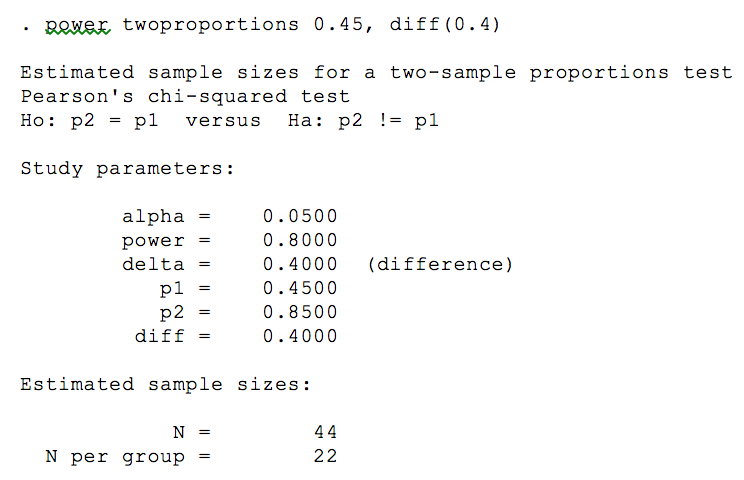 . power twoproportions 0.45, diff(0.4)
Estimated sample sizes for a two-sample proportions test
Pearson's chi-squared test
Ho: p2 = p1 versus Ha: p2 != p1
Study parameters:
alpha = 0.0500
power = 0.8000
delta = 0.4000 (difference)
p1 = 0.4500
p2 = 0.8500
diff = 0.4000
Estimated sample sizes:
N = 44
N per group = 22